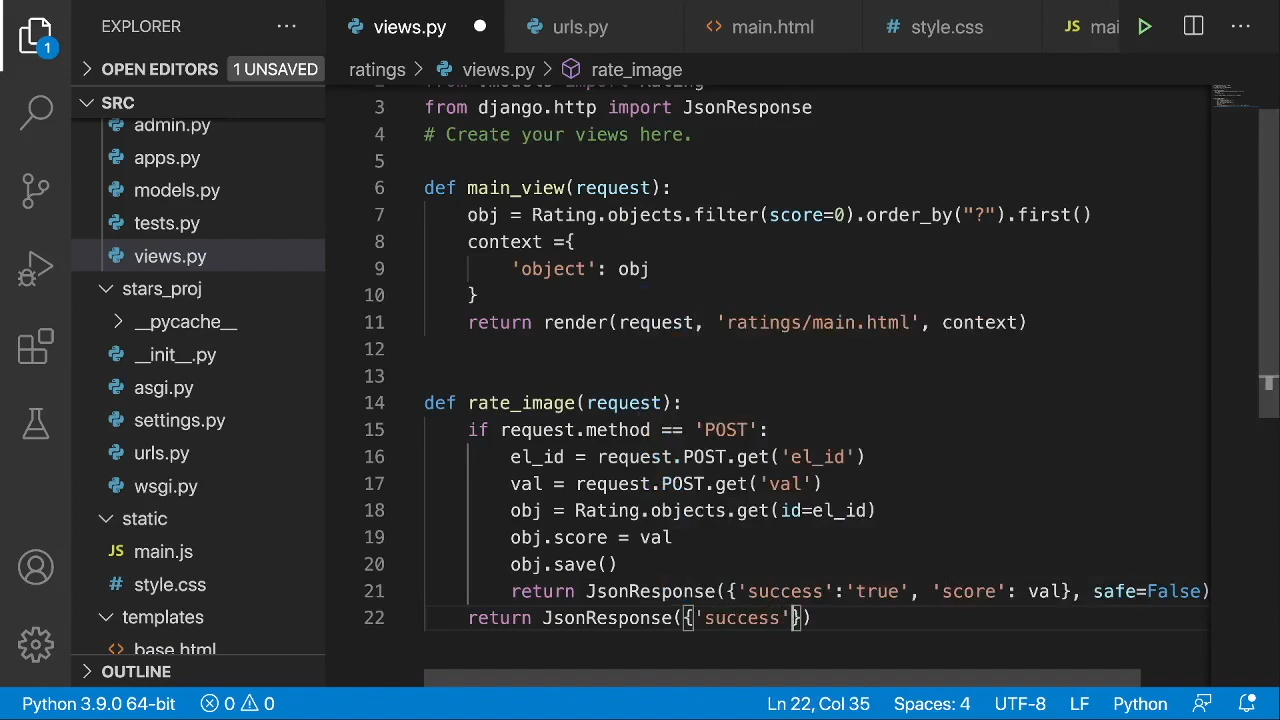 EXPLORER
views.py
urls.py
main.html
style.css
JS mai
1
OPEN EDITORS 1 UNSAVED
ratings > views.py > rate_image
SRC
admin.py
apps.py
models.py
tests.py
views.py
stars_proj
__pycache__
__init__.py
asgi.py
settings.py
urls.py
wsgi.py
static
JS main.js
style.css
templates
base.html
OUTLINE
3 from django.http import JsonResponse
4 # Create your views here.
5
6 def main_view(request):
7 obj = Rating.objects.filter(score=0).order_by("?").first()
8 context ={
9 'object': obj
10 }
11 return render(request, 'ratings/main.html', context)
12
13
14 def rate_image(request):
15 if request.method == 'POST':
16 el_id = request.POST.get('el_id')
17 val = request.POST.get('val')
18 obj = Rating.objects.get(id=el_id)
19 obj.score = val
20 obj.save()
21 return JsonResponse({'success':'true', 'score': val}, safe=False)
22 return JsonResponse({'success'})
Python 3.9.0 64-bit 0 0 Ln 22, Col 35 Spaces: 4 UTF-8 LF Python